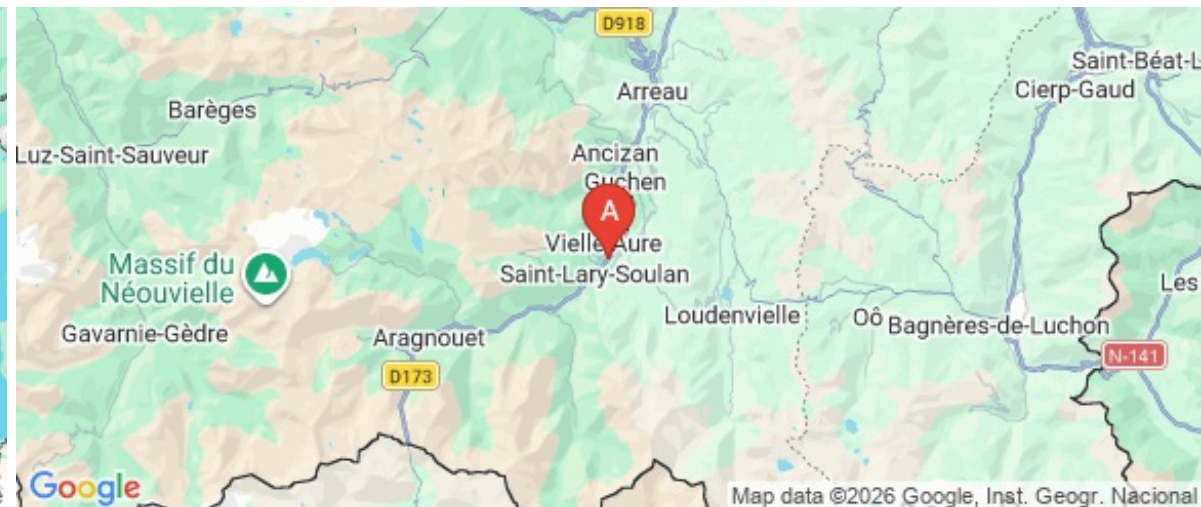 D918
Saint-Béat-L
Arreau
Cierp-Gaud
Barèges
Luz-Saint-Sauveur
Ancizan
Guchen
A
Vielle-Aure
Saint-Lary-Soulan
Massif du
Néouvielle
Les
Loudenvielle
Oô
Bagnères-de-Luchon
Gavarnie-Gèdre
Aragnouet
N-141
D173
Google
Map data ©2026 Google, Inst. Geogr. Nacional